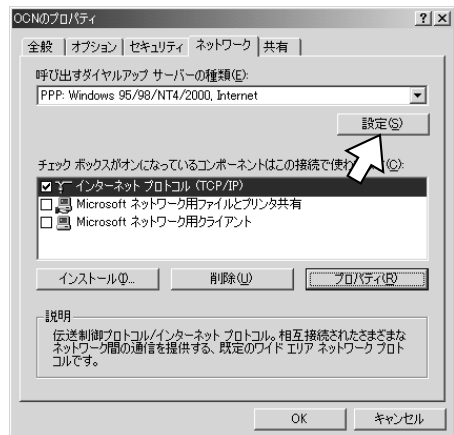 OCNのプロパティ
全般 オプション セキュリティ ネットワーク 共有
呼び出すダイヤルアップ サーバーの種類(E):
PPP: Windows 95/98/NT4/2000, Internet
設定(S)
チェック ボックスがオンになっているコンポーネントはこの接続で使わ (O):
インターネット プロトコル (TCP/IP)
Microsoft ネットワーク用ファイルとプリンタ共有
Microsoft ネットワーク用クライアント
インストール(I)... 削除(U) プロパティ(R)
説明
伝送制御プロトコル/インターネット プロトコル。相互接続されたさまざまな
ネットワーク間の通信を提供する、既定のワイド エリア ネットワーク プロト
コルです。
OK キャンセル